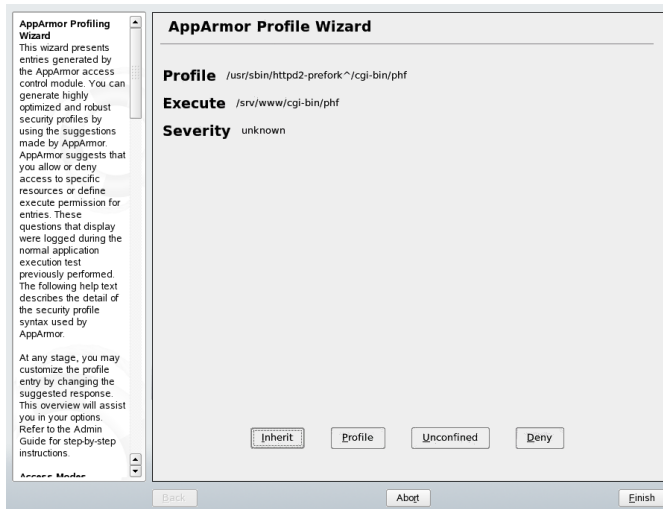 AppArmor Profiling
Wizard
This wizard presents
entries generated by
the AppArmor access
control module. You can
generate highly
optimized and robust
security profiles by
using the suggestions
made by AppArmor.
AppArmor suggests that
you allow or deny
access to specific
resources or define
execute permission for
entries. These
questions that display
were logged during the
normal application
execution test
previously performed.
The following help text
describes the detail of
the security profile
syntax used by
AppArmor.
At any stage, you may
customize the profile
entry by changing the
suggested response.
This overview will assist
you in your options.
Refer to the Admin
Guide for step-by-step
instructions.
Access Modes
AppArmor Profile Wizard
Profile /usr/sbin/httpd2-prefork^/cgi-bin/phf
Execute /srv/www/cgi-bin/phf
Severity unknown
Inherit Profile Unconfined Deny
Back Abort Finish